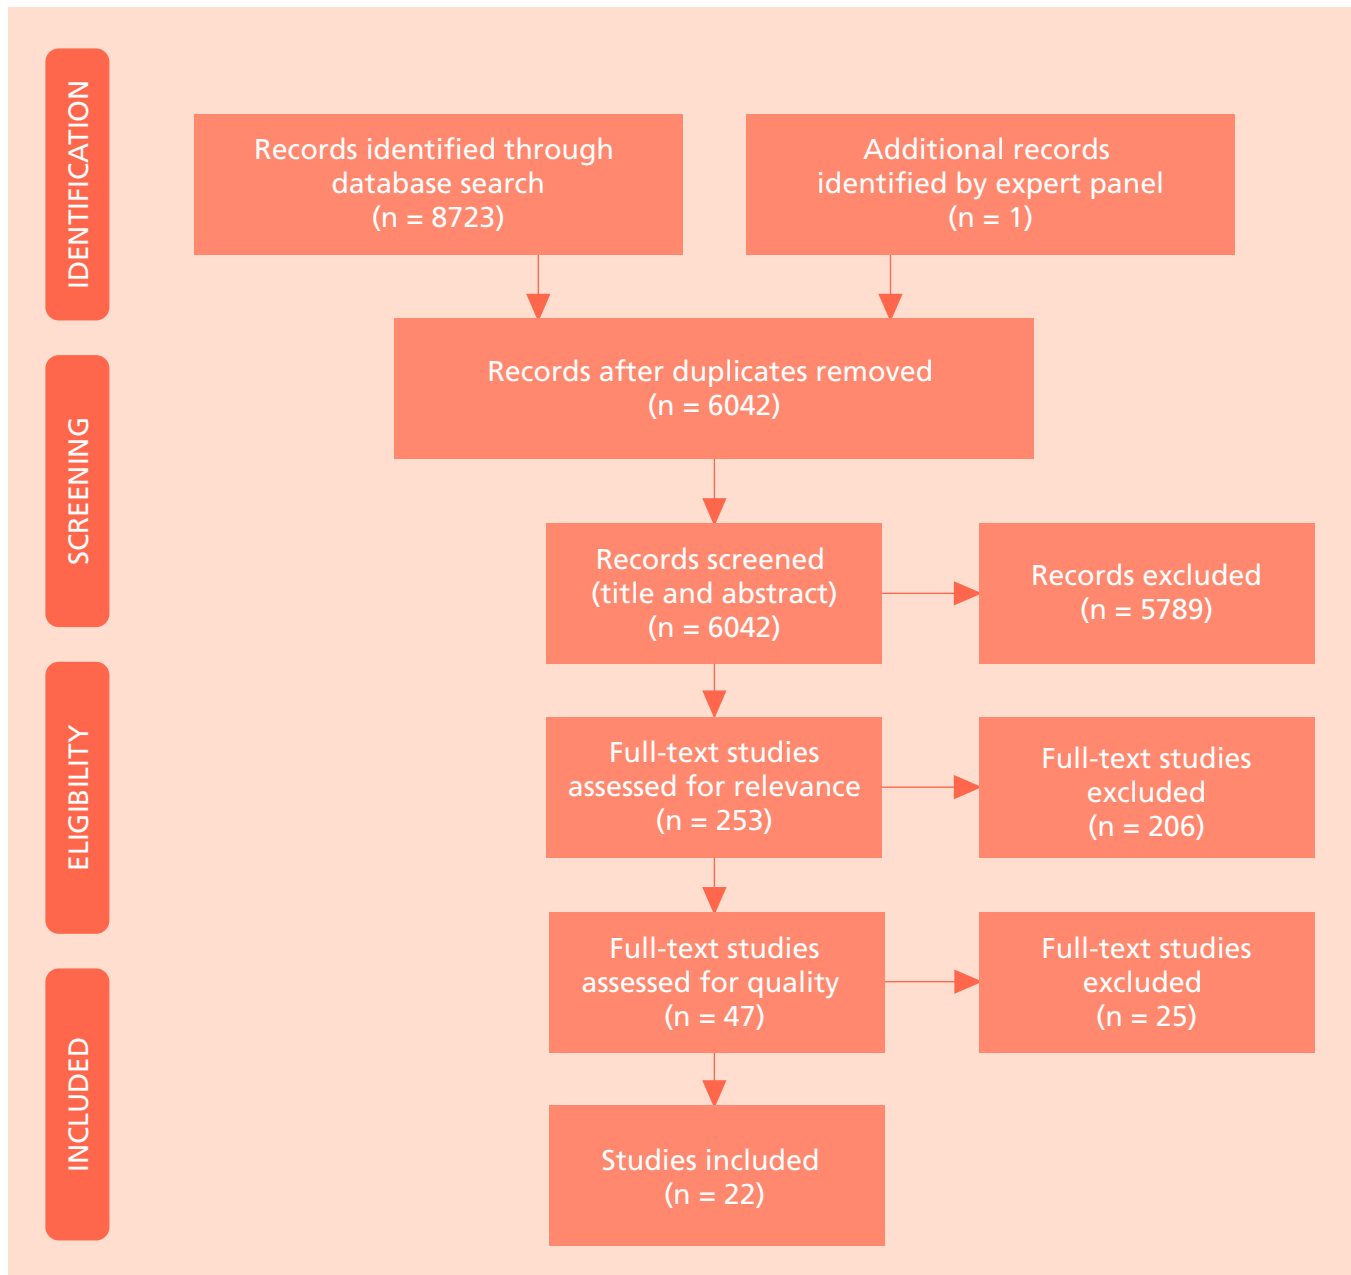 IDENTIFICATION
Records identified through
database search
(n = 8723)
Additional records
identified by expert panel
(n = 1)
Records after duplicates removed
(n = 6042)
SCREENING
Records screened
(title and abstract)
(n = 6042)
Records excluded
(n = 5789)
ELIGIBILITY
Full-text studies
assessed for relevance
(n = 253)
Full-text studies
excluded
(n = 206)
Full-text studies
assessed for quality
(n = 47)
Full-text studies
excluded
(n = 25)
INCLUDED
Studies included
(n = 22)